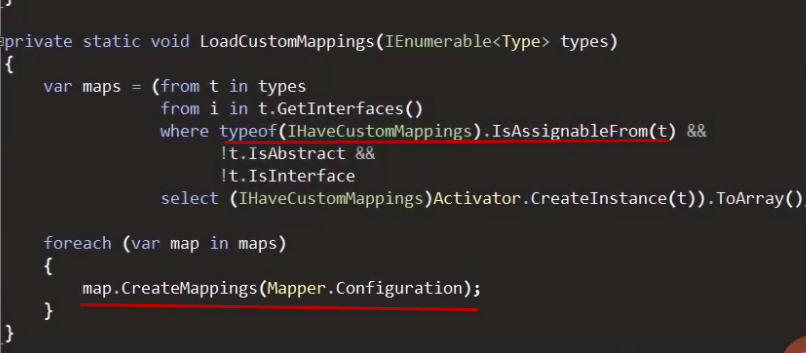 }
private static void LoadCustomMappings(IEnumerable<Type> types)
{
    var maps = (from t in types
                from i in t.GetInterfaces()
                where typeof(IHaveCustomMappings).IsAssignableFrom(t) &&
                      !t.IsAbstract &&
                      !t.IsInterface
                select (IHaveCustomMappings)Activator.CreateInstance(t)).ToArray();
    foreach (var map in maps)
    {
        map.CreateMappings(Mapper.Configuration);
    }
}